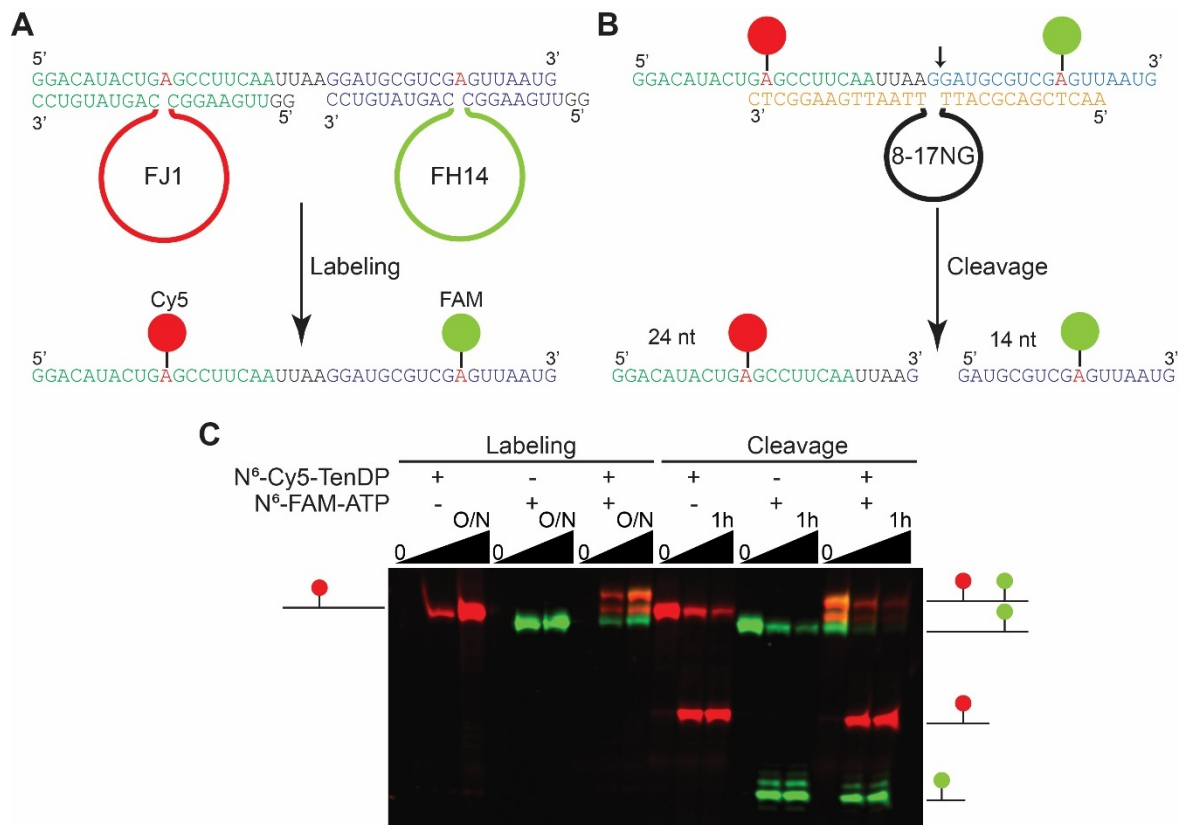 A
5’ 3’
GGACAUACUGAGCCUUCAAUUAAGGAUGCGUCGAGUUAAUG
CCUGUAUGAC CGGAAGUUGG CCUGUAUGAC CGGAAGUUGG
3’ 5’ 3’ 5’
FJ1 FH14
Labeling
Cy5 FAM
5’ 3’
GGACAUACUGAGCCUUCAAUUAAGGAUGCGUCGAGUUAAUG
B
5’ 3’
GGACAUACUGAGCCUUCAAUUAAGGAUGCGUCGAGUUAAUG
CTCGGAAGTTAATT TTACGCAGCTCAA
3’ 5’
8-17NG
Cleavage
24 nt 14 nt
5’ 3’ 5’ 3’
GGACAUACUGAGCCUUCAAUUAAG GAUGCGUCGAGUUAAUG
C
Labeling Cleavage
N⁶-Cy5-TenDP + - + + - +
N⁶-FAM-ATP - + + - + +
0 O/N 0 O/N 0 O/N 0 1h 0 1h 0 1h